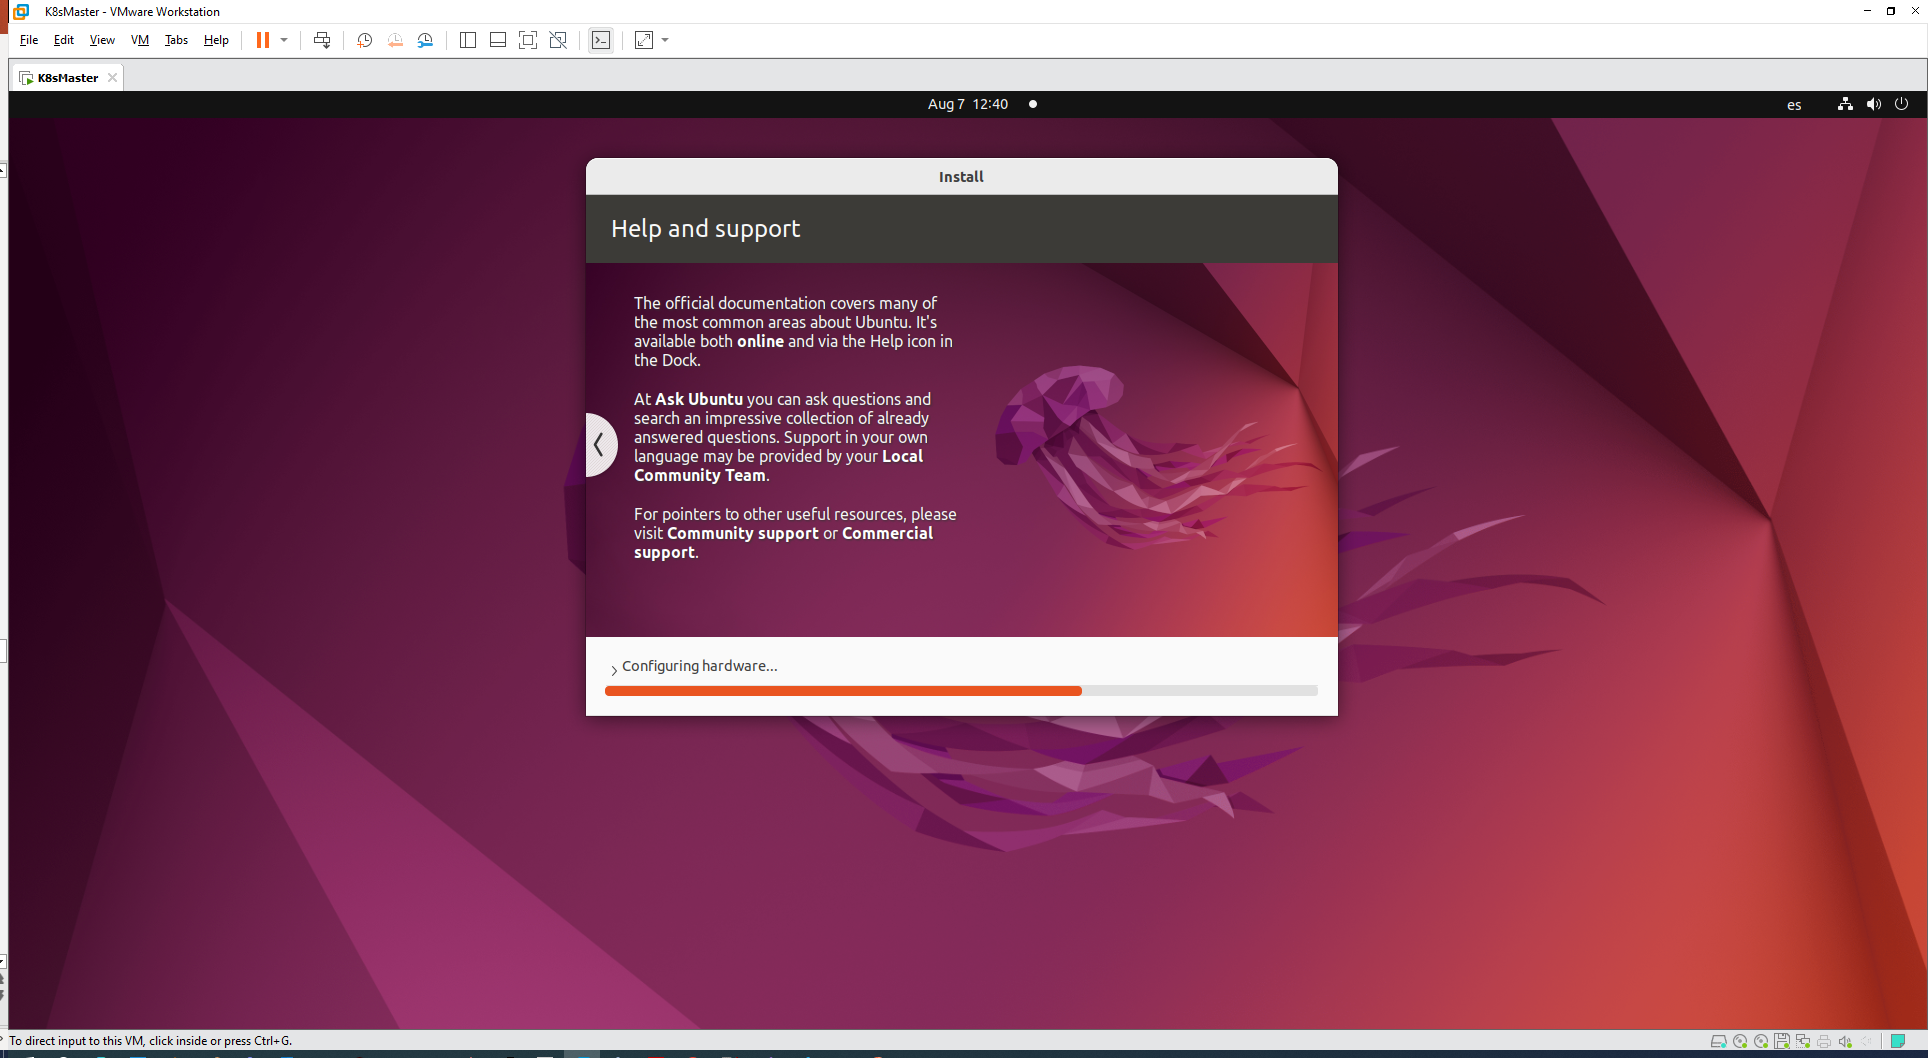 K8sMaster - VMware Workstation
File Edit View VM Tabs Help
K8sMaster
Aug 7 12:40
es
Install
Help and support
The official documentation covers many of
the most common areas about Ubuntu. It's
available both online and via the Help icon in
the Dock.
At Ask Ubuntu you can ask questions and
search an impressive collection of already
answered questions. Support in your own
language may be provided by your Local
Community Team.
For pointers to other useful resources, please
visit Community support or Commercial
support.
Configuring hardware...
To direct input to this VM, click inside or press Ctrl+G.